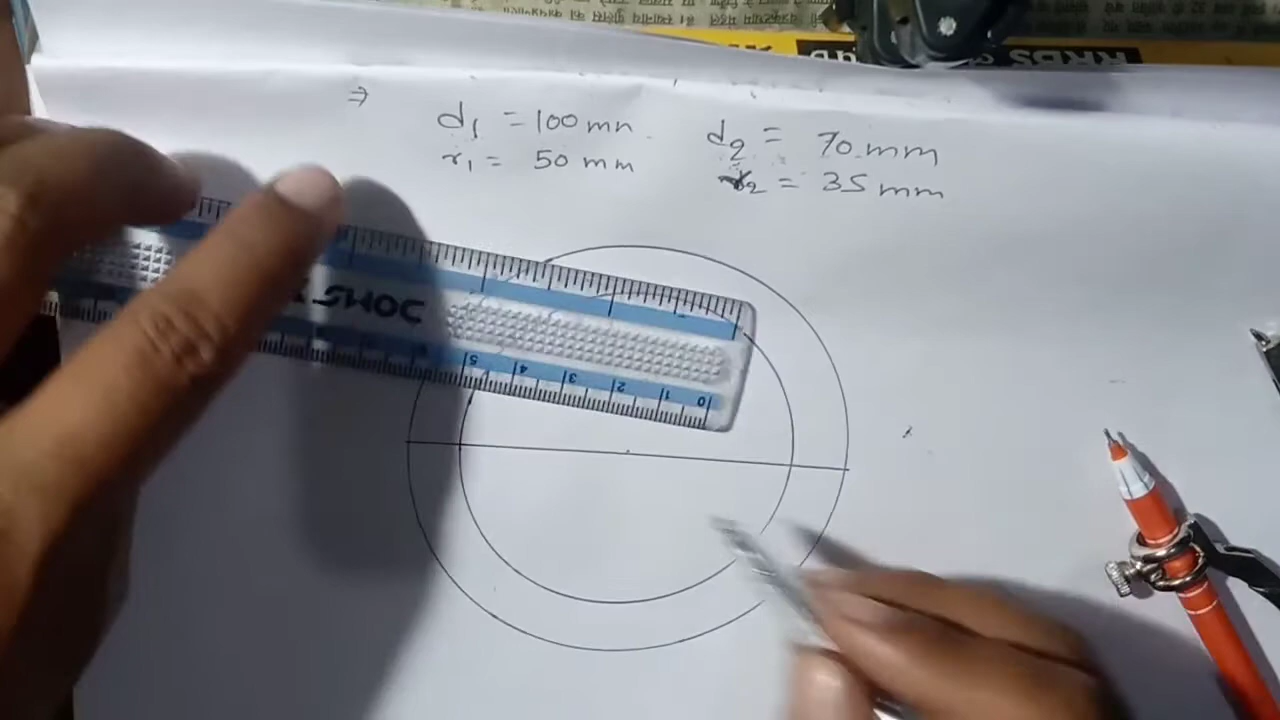 ⇒ d₁ = 100 mm d₂ = 70 mm
r₁ = 50 mm r₂ = 35 mm
DOMS
5 4 3 2 1 0